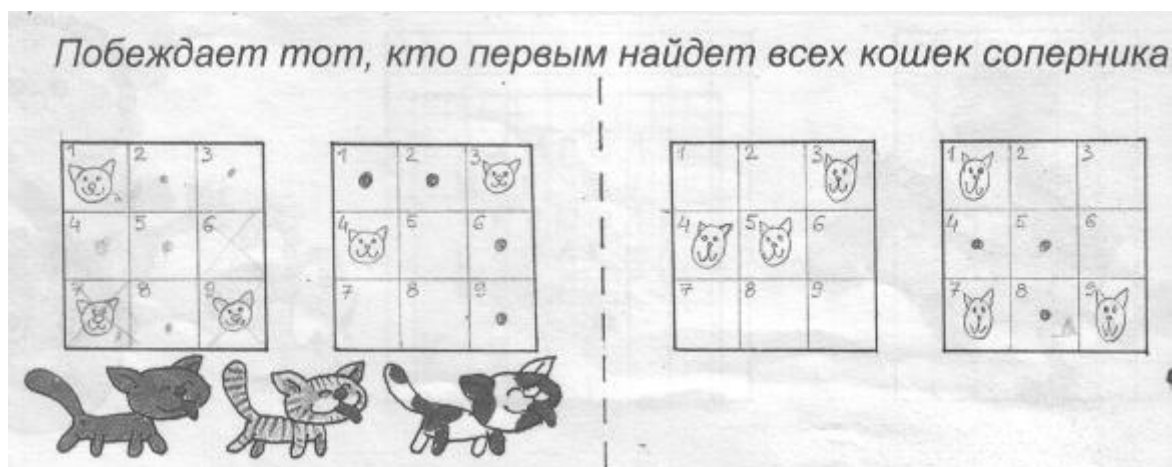 Побеждает тот, кто первым найдет всех кошек соперника
1 2 3 1 2 3 1 2 3 1 2 3
4 5 6 4 5 6 4 5 6 4 5 6
7 8 9 7 8 9 7 8 9 7 8 9